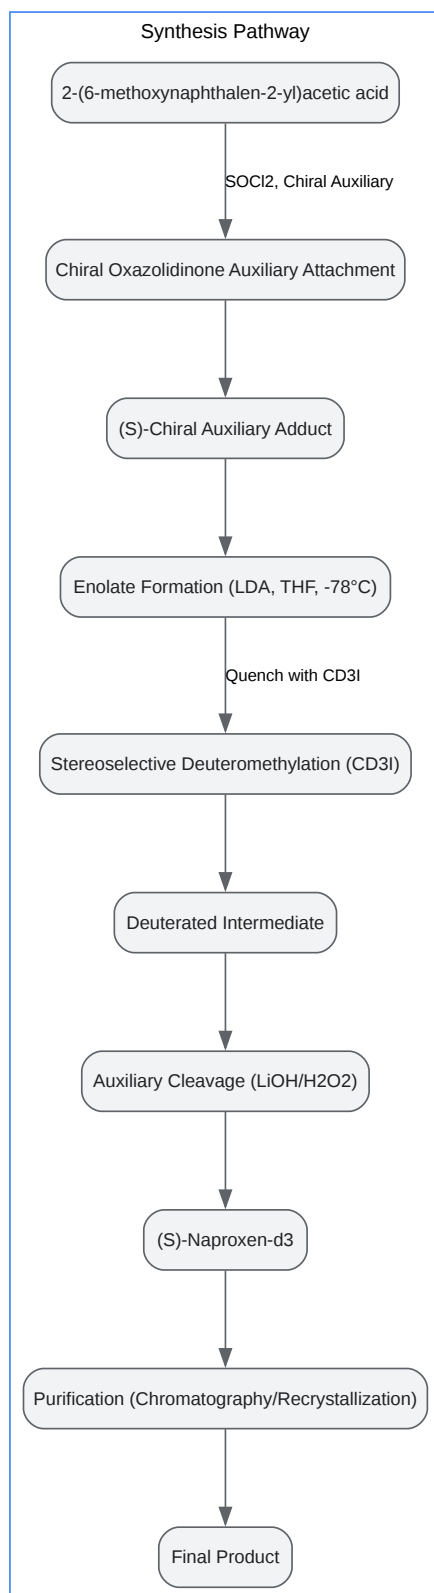 Synthesis Pathway
2-(6-methoxynaphthalen-2-yl)acetic acid
SOCl2, Chiral Auxiliary
Chiral Oxazolidinone Auxiliary Attachment
(S)-Chiral Auxiliary Adduct
Enolate Formation (LDA, THF, -78°C)
Quench with CD3I
Stereoselective Deuteromethylation (CD3I)
Deuterated Intermediate
Auxiliary Cleavage (LiOH/H2O2)
(S)-Naproxen-d3
Purification (Chromatography/Recrystallization)
Final Product